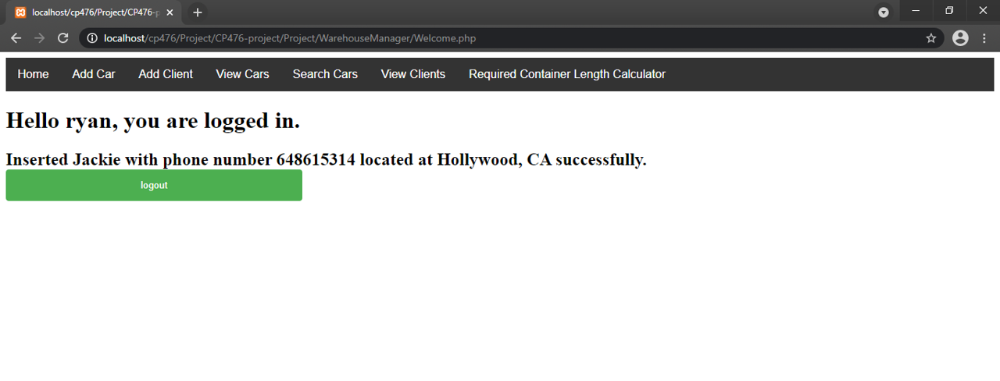 localhost/cp476/Project/CP476-p
localhost/cp476/Project/CP476-project/Project/WarehouseManager/Welcome.php
Home Add Car Add Client View Cars Search Cars View Clients Required Container Length Calculator
Hello ryan, you are logged in.
Inserted Jackie with phone number 648615314 located at Hollywood, CA successfully.
logout